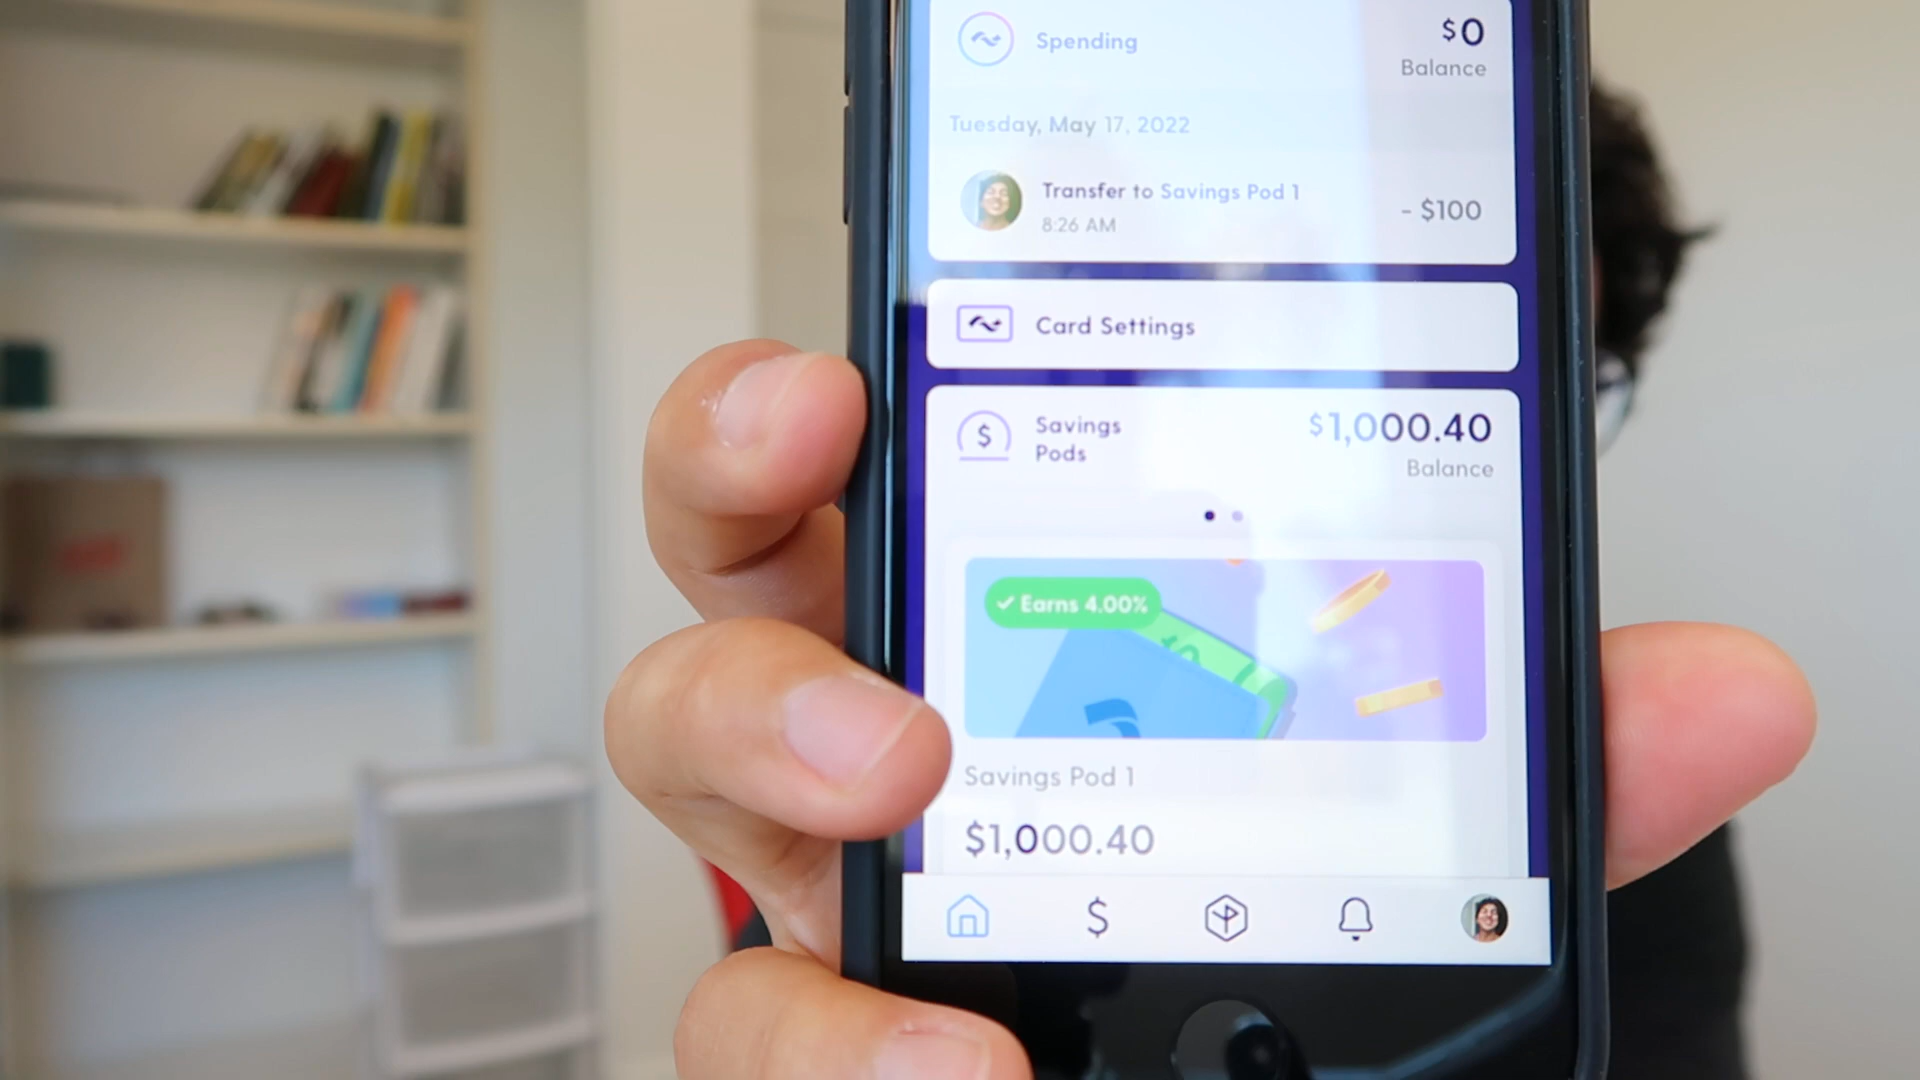 Spending
$0
Balance
Tuesday, May 17, 2022
Transfer to Savings Pod 1
8:26 AM
- $100
Card Settings
Savings
Pods
$1,000.40
Balance
Earns 4.00%
Savings Pod 1
$1,000.40